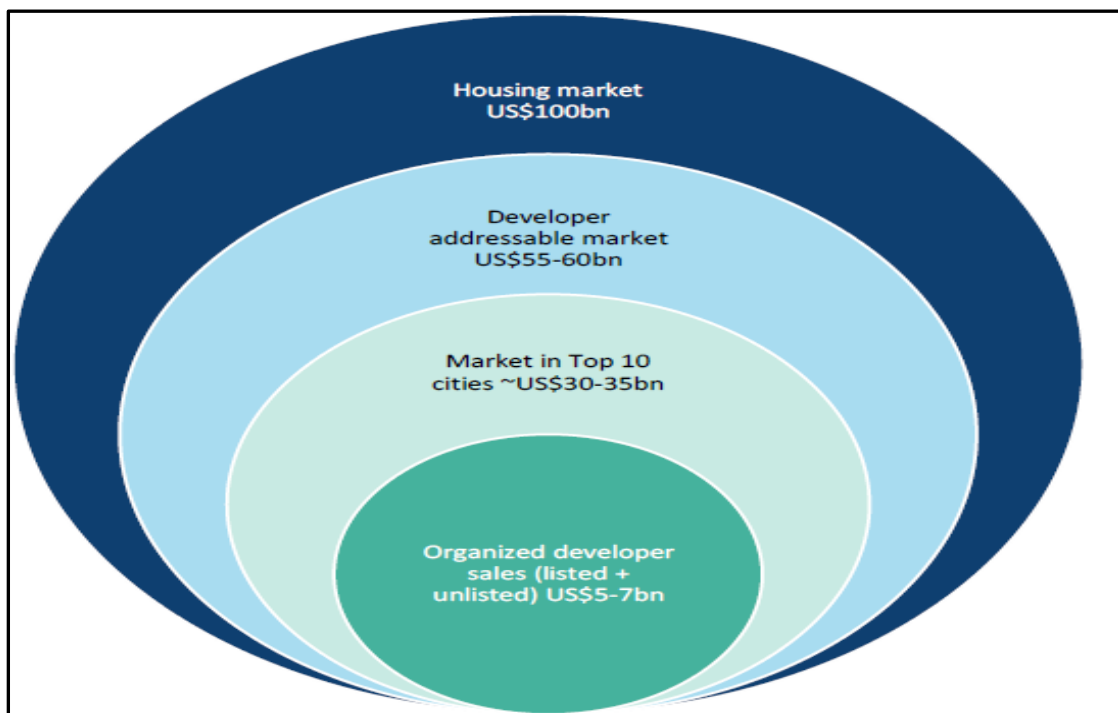 Housing market
US$100bn
Developer
addressable market
US$55-60bn
Market in Top 10
cities ~US$30-35bn
Organized developer
sales (listed +
unlisted) US$5-7bn